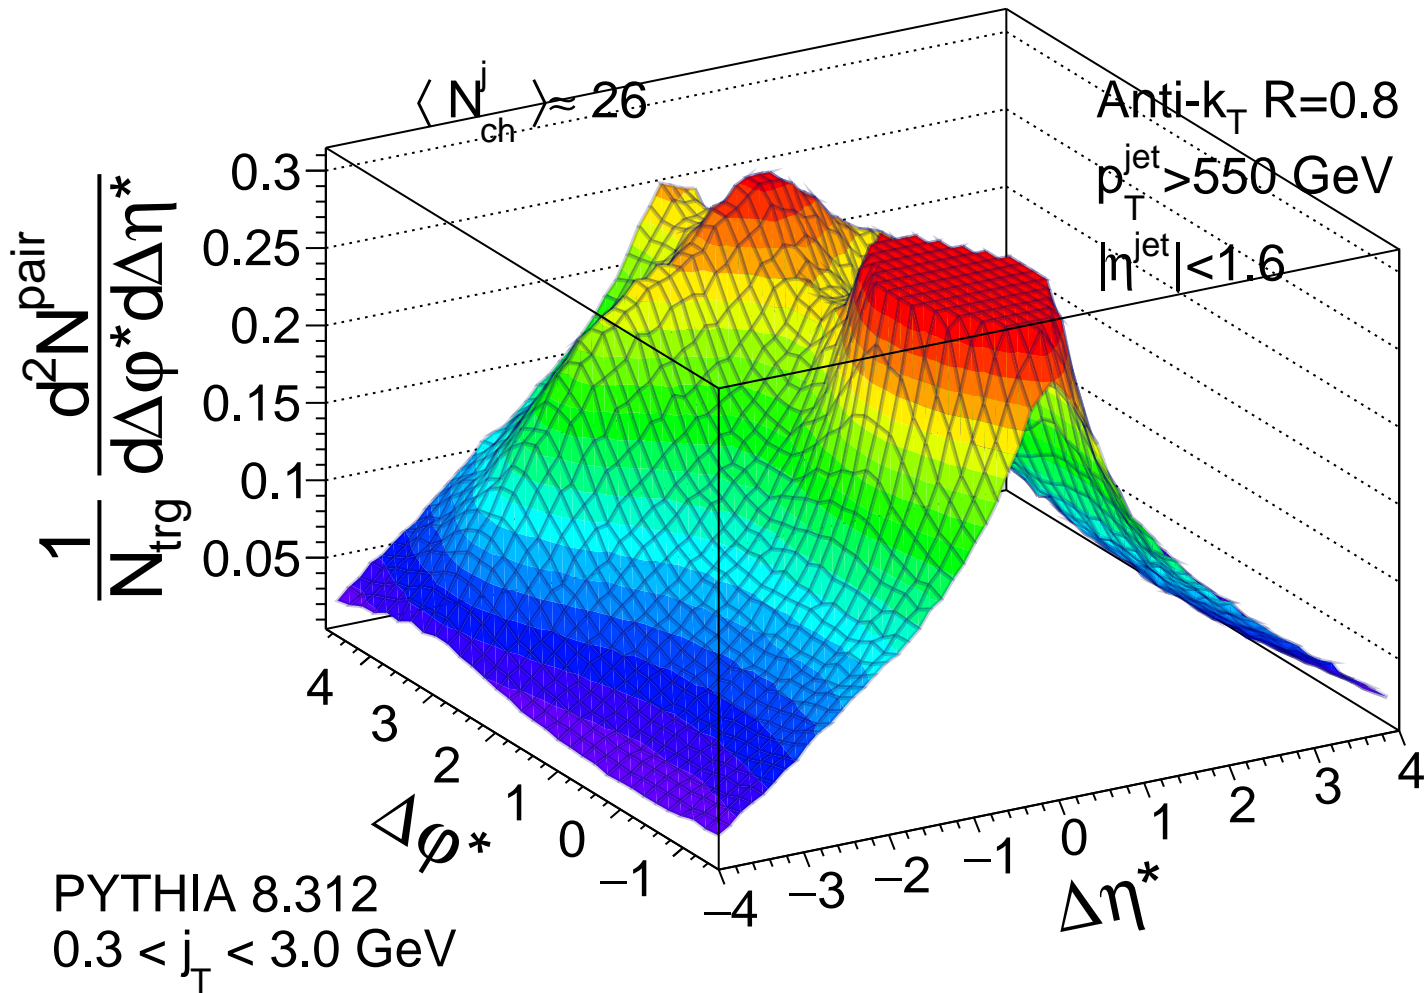 ⟨ N^j_ch ⟩≈ 26
Anti-k_T R=0.8
p_T^jet >550 GeV
|η^jet|<1.6
1/N_trg d²N^pair/dΔφ*dΔη*
0.3
0.25
0.2
0.15
0.1
0.05
4
3
2
1
0
−1
Δφ*
−4
−3
−2
−1
0
1
2
3
4
Δη*
PYTHIA 8.312
0.3 < j_T < 3.0 GeV